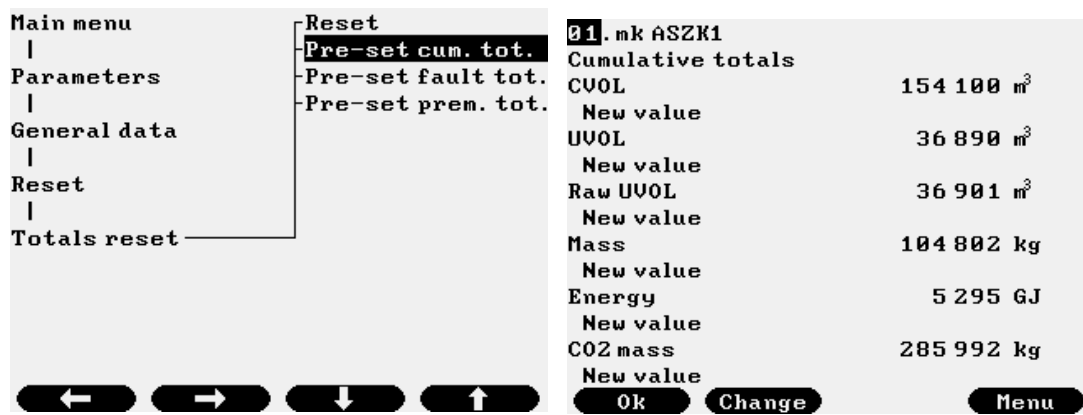 Main menu
Parameters
General data
Reset
Totals reset
Reset
Pre-set cum. tot.
Pre-set fault tot.
Pre-set prem. tot.
01.mk ASZK1
Cumulative totals
CVOL 154 100 m³
New value
UVOL 36 890 m³
New value
Raw UVOL 36 901 m³
New value
Mass 104 802 kg
New value
Energy 5 295 GJ
New value
CO2 mass 285 992 kg
New value
Ok Change Menu